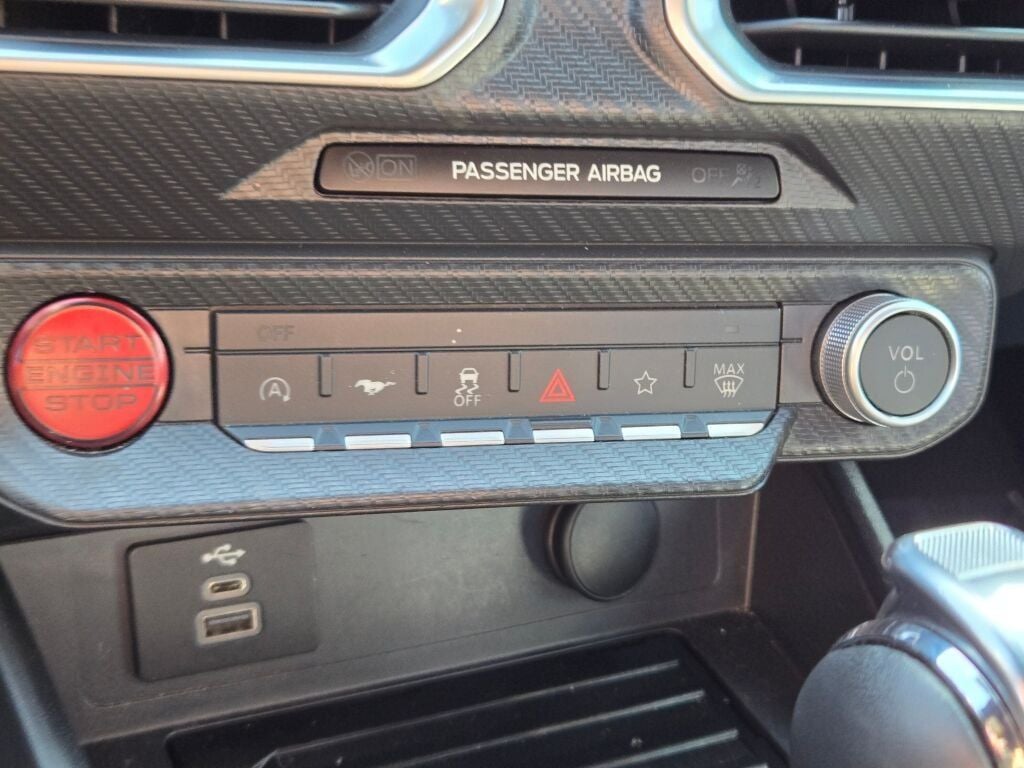 ON PASSENGER AIRBAG OFF
START
ENGINE
STOP
OFF
A
OFF
MAX
VOL